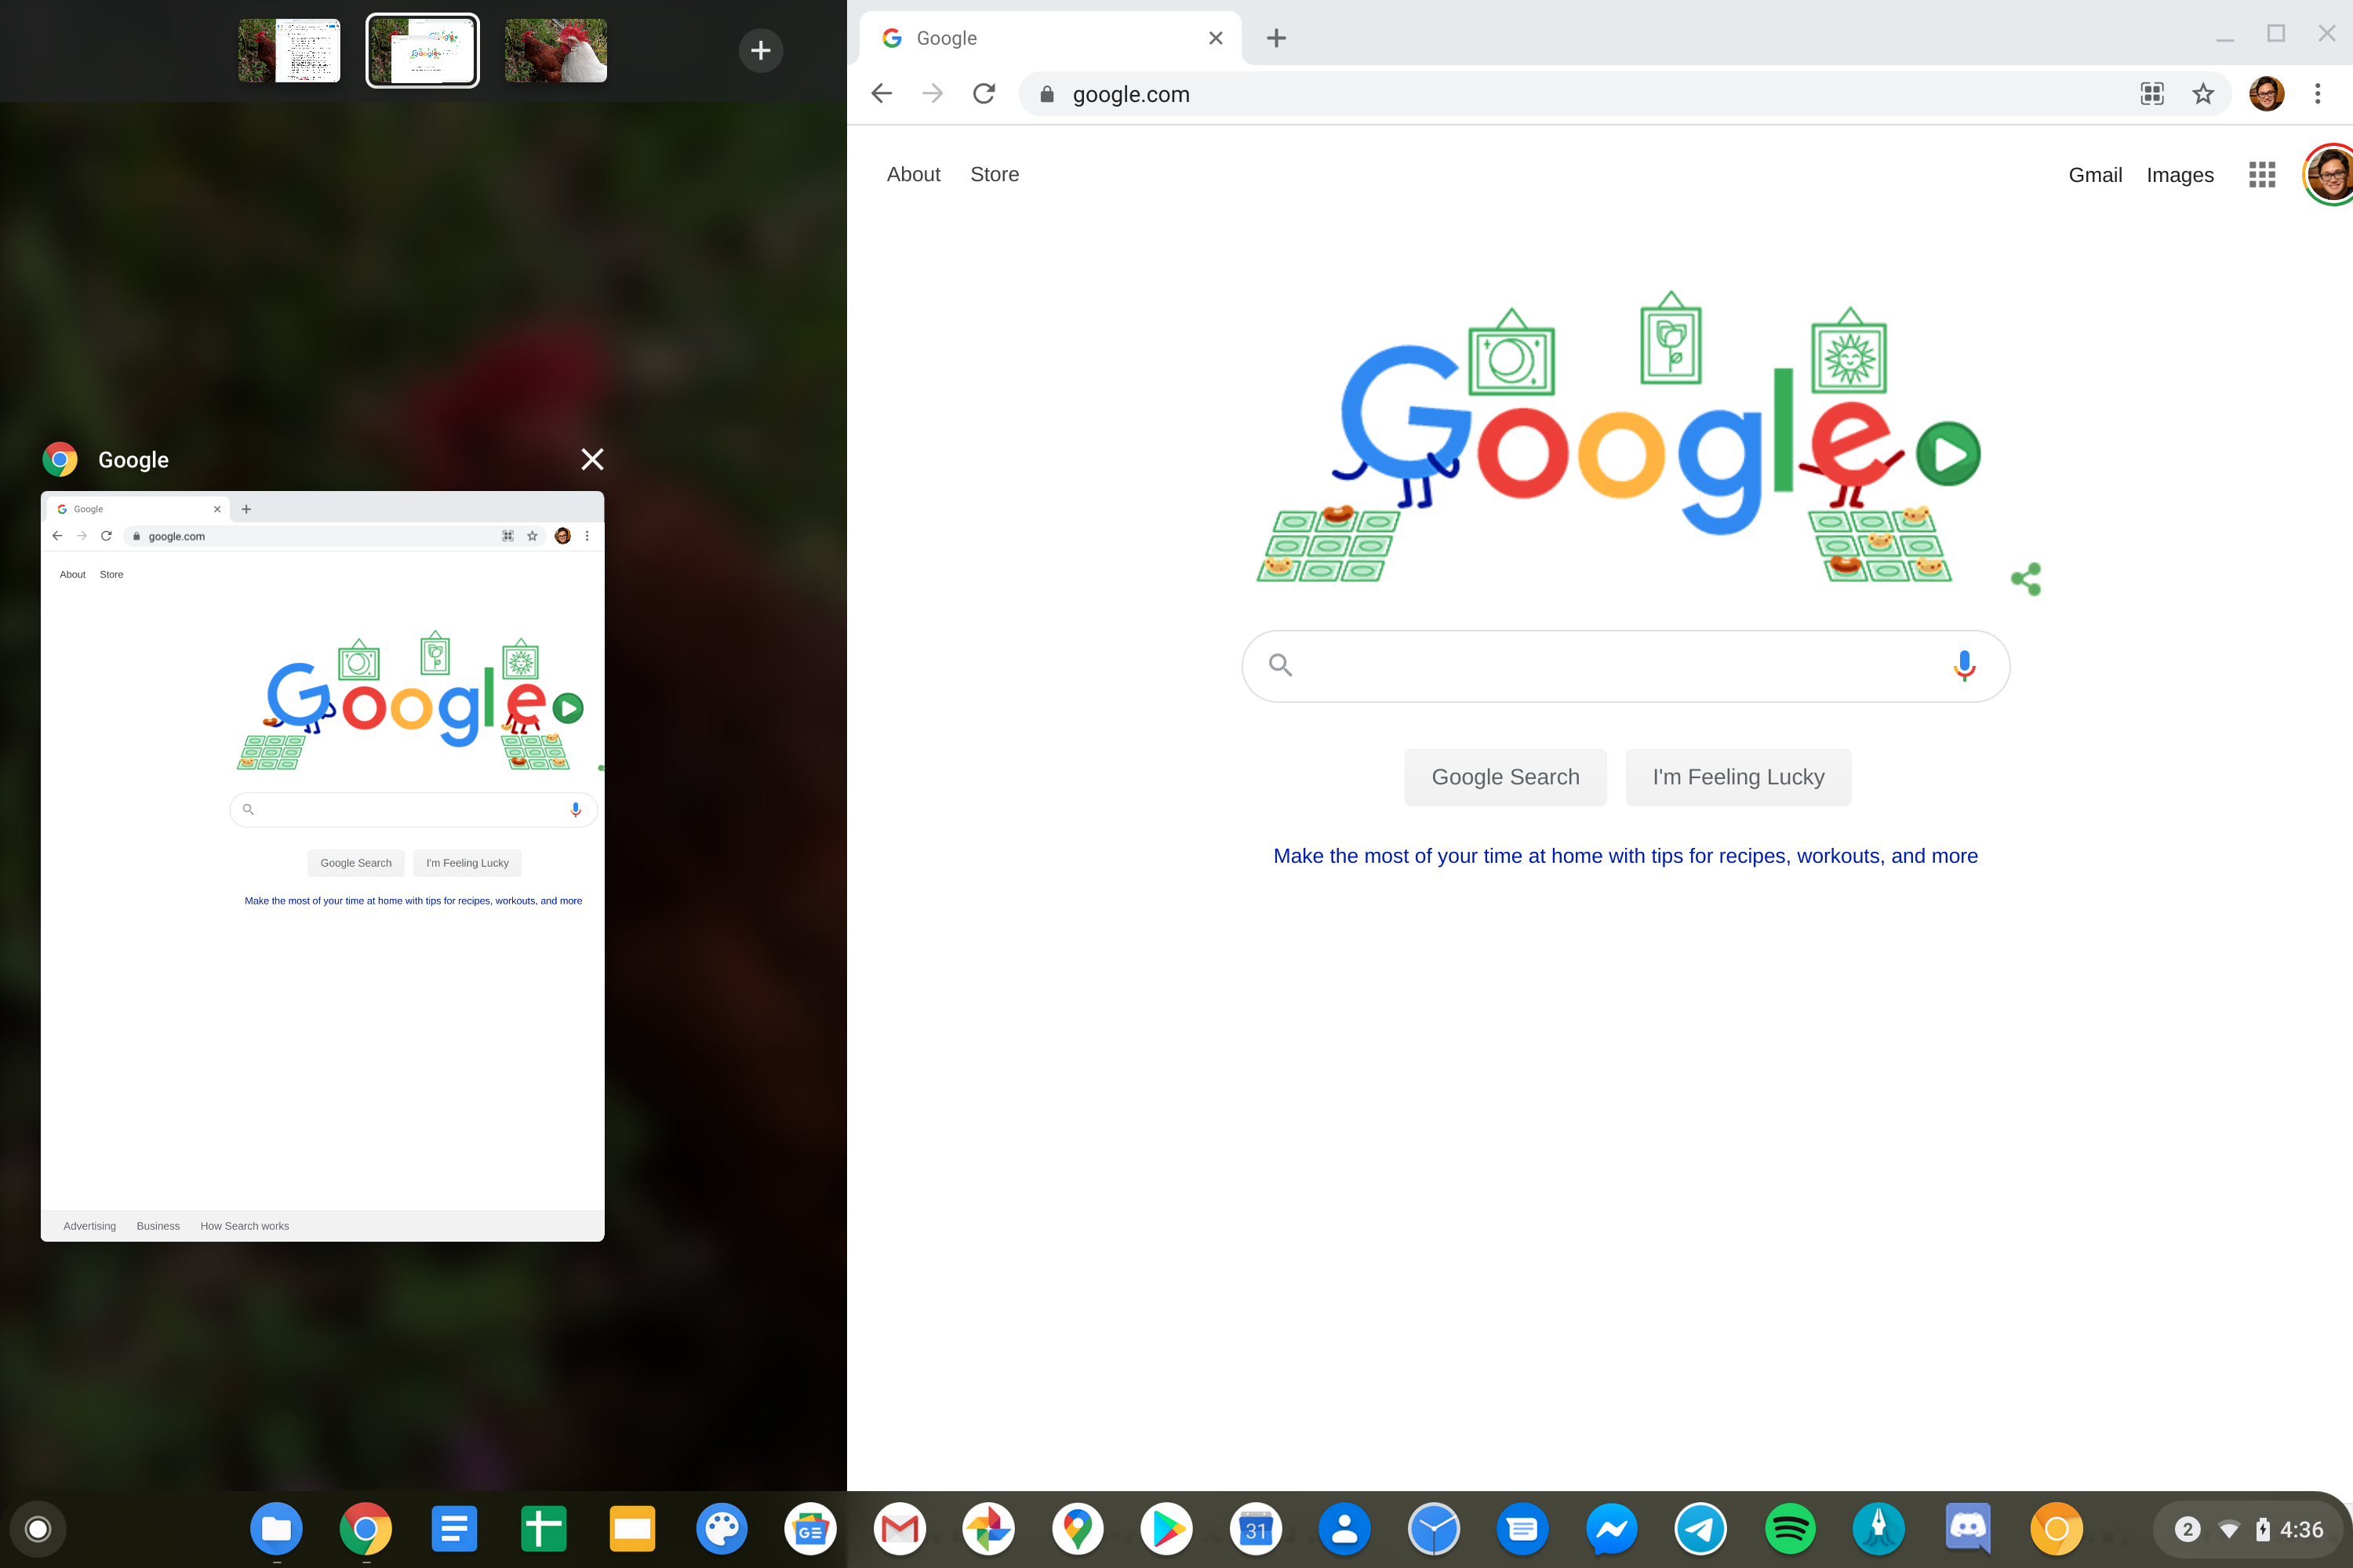 Google
google.com
About Store
Gmail Images
Google
Google Search I'm Feeling Lucky
Make the most of your time at home with tips for recipes, workouts, and more
Google
Google
google.com
About Store
Google
Google Search I'm Feeling Lucky
Make the most of your time at home with tips for recipes, workouts, and more
Advertising Business How Search works
GE
31
2 4:36